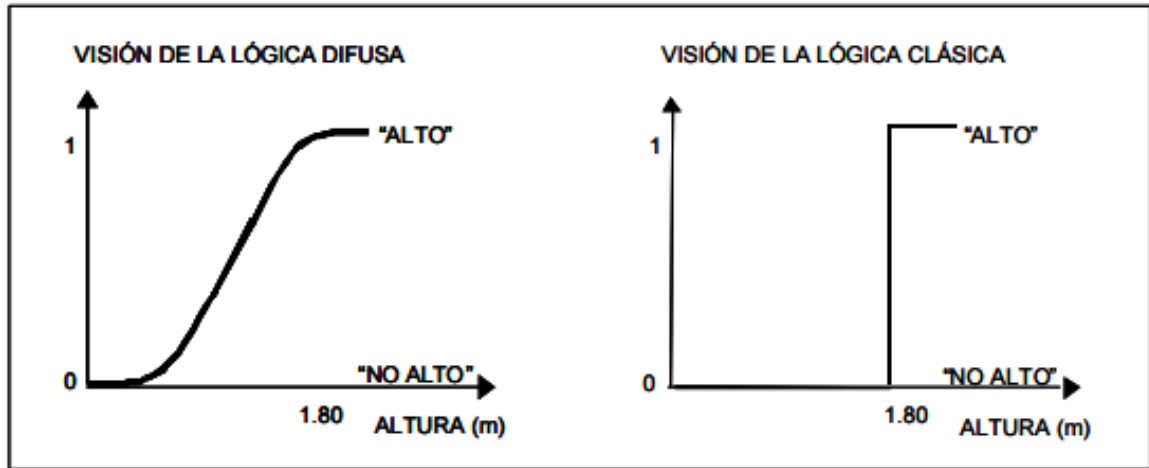 VISIÓN DE LA LÓGICA DIFUSA
1
"ALTO"
0
"NO ALTO"
1.80
ALTURA (m)
VISIÓN DE LA LÓGICA CLÁSICA
1
"ALTO"
0
"NO ALTO"
1.80
ALTURA (m)